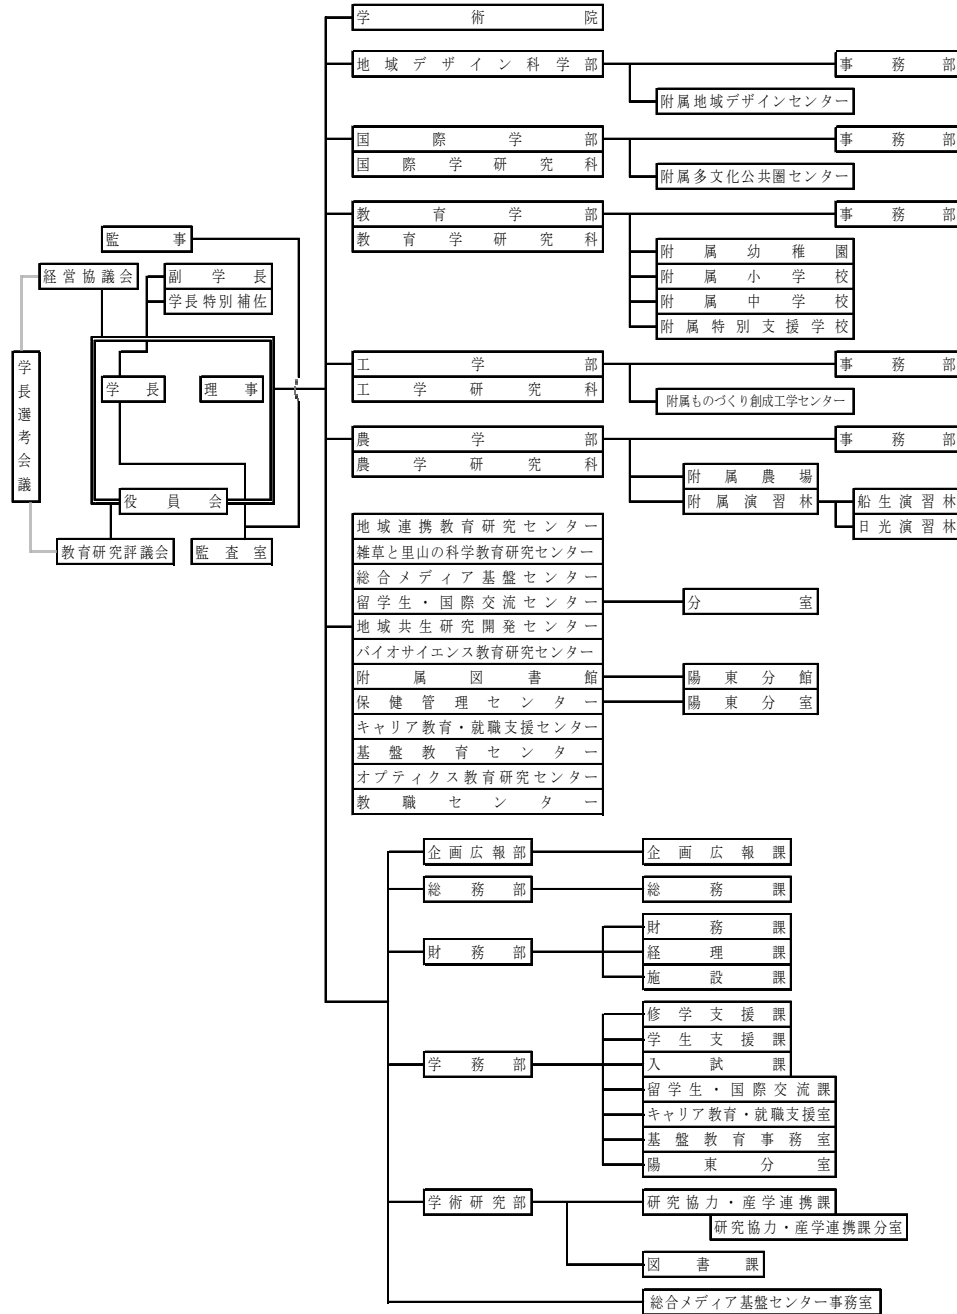 学術院
地域デザイン科学部
事務部
附属地域デザインセンター
国際学部
事務部
国際学研究科
附属多文化公共圏センター
教育学部
事務部
教育学研究科
附属幼稚園
附属小学校
附属中学校
附属特別支援学校
監事
経営協議会
副学長
学長特別補佐
学長選考会議
学長
理事
役員会
教育研究評議会
監査室
工学部
事務部
工学研究科
附属ものづくり創成工学センター
農学部
事務部
農学研究科
附属農場
附属演習林
船生演習林
日光演習林
地域連携教育研究センター
雑草と里山の科学教育研究センター
総合メディア基盤センター
留学生・国際交流センター
分室
地域共生研究開発センター
バイオサイエンス教育研究センター
附属図書館
陽東分館
保健管理センター
陽東分室
キャリア教育・就職支援センター
基盤教育センター
オプティクス教育研究センター
教職センター
企画広報部
企画広報課
総務部
総務課
財務部
財務課
経理課
施設課
学務部
修学支援課
学生支援課
入試課
留学生・国際交流課
キャリア教育・就職支援室
基盤教育事務室
陽東分室
学術研究部
研究協力・産学連携課
研究協力・産学連携課分室
図書課
総合メディア基盤センター事務室